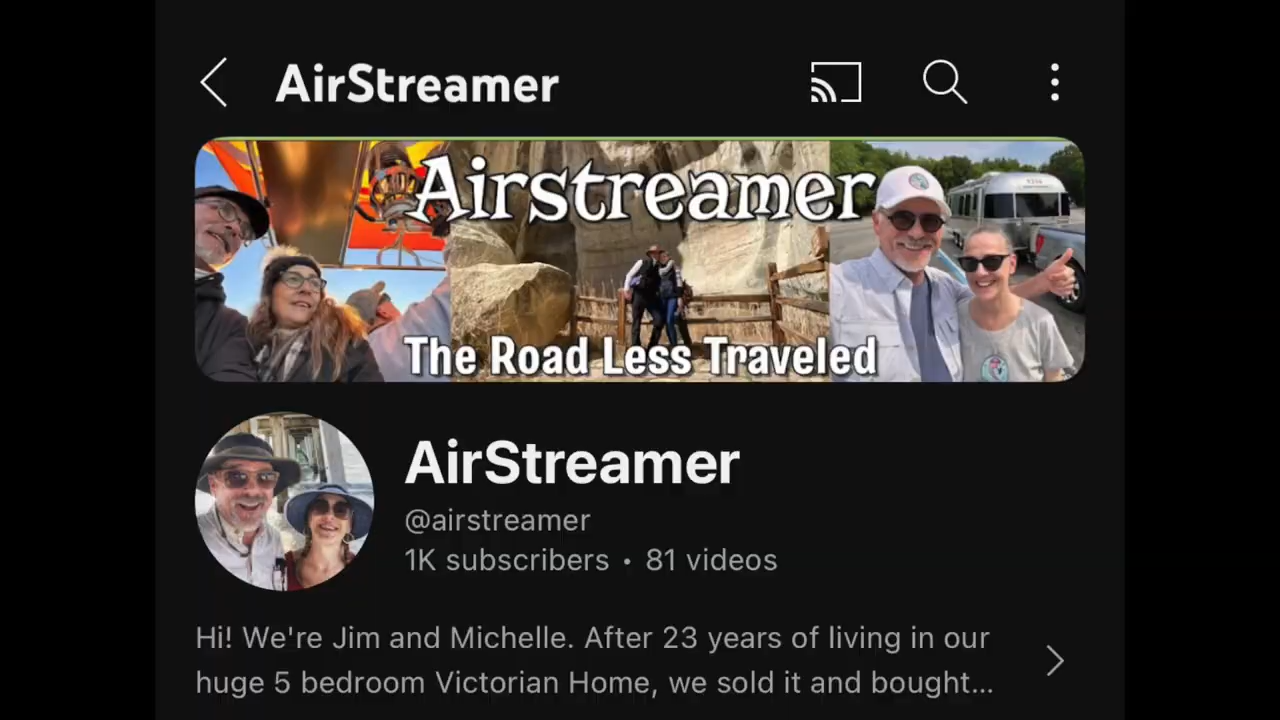 AirStreamer
Airstreamer
The Road Less Traveled
AirStreamer
@airstreamer
1K subscribers • 81 videos
Hi! We're Jim and Michelle. After 23 years of living in our
huge 5 bedroom Victorian Home, we sold it and bought...